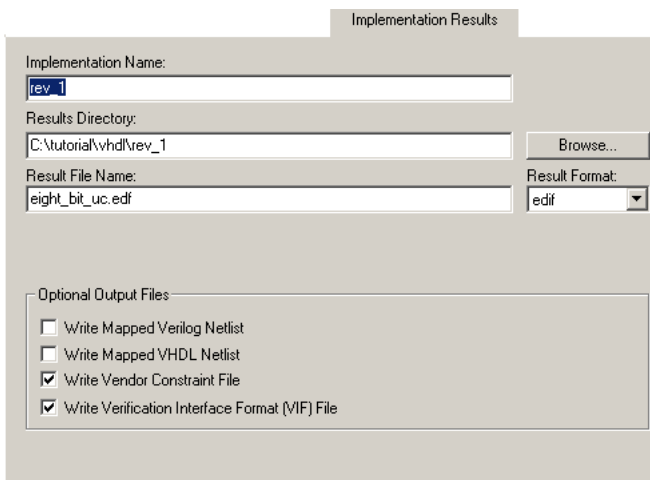 Implementation Results
Implementation Name:
rev_1
Results Directory:
C:\tutorial\vhdl\rev_1
Browse...
Result File Name:
Result Format:
eight_bit_uc.edf
edif
Optional Output Files
Write Mapped Verilog Netlist
Write Mapped VHDL Netlist
Write Vendor Constraint File
Write Verification Interface Format (VIF) File